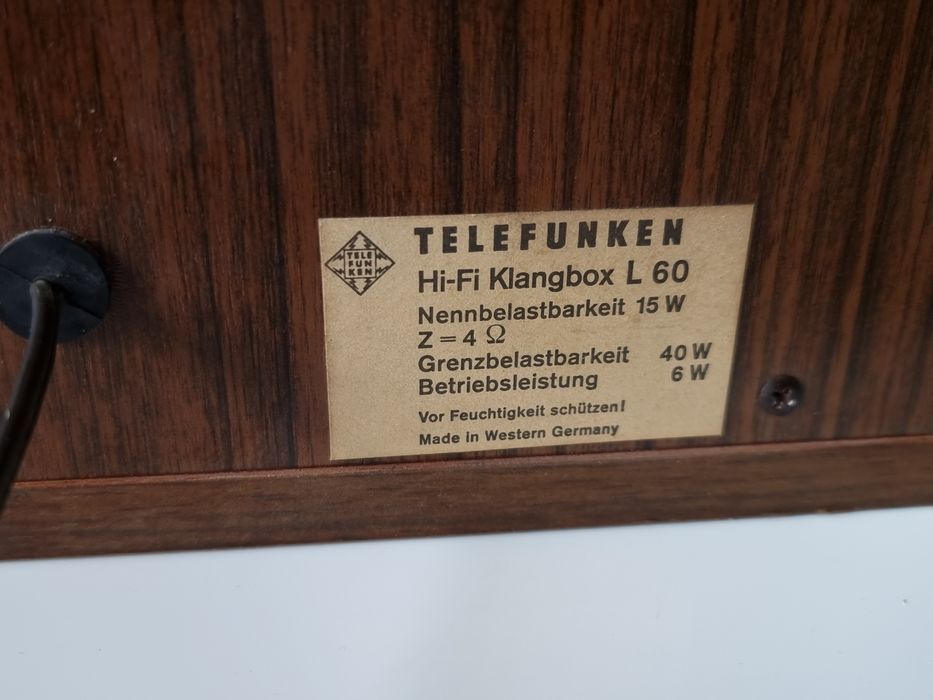 TELE
FUN
KEN
TELEFUNKEN
Hi-Fi Klangbox L 60
Nennbelastbarkeit 15 W
Z = 4 Ω
Grenzbelastbarkeit 40 W
Betriebsleistung 6 W
Vor Feuchtigkeit schützen!
Made in Western Germany